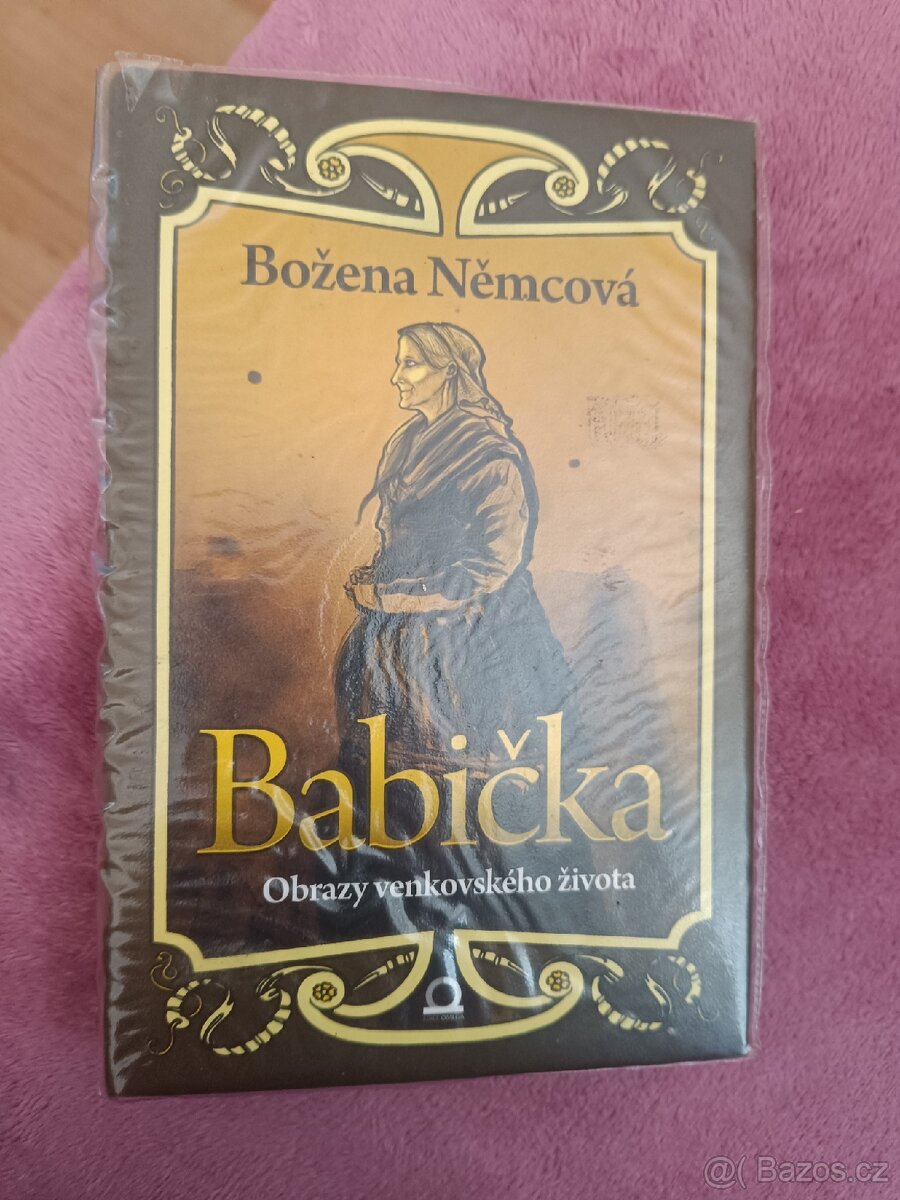 Božena Němcová
Babička
Obrazy venkovského života
@( Bazos.cz